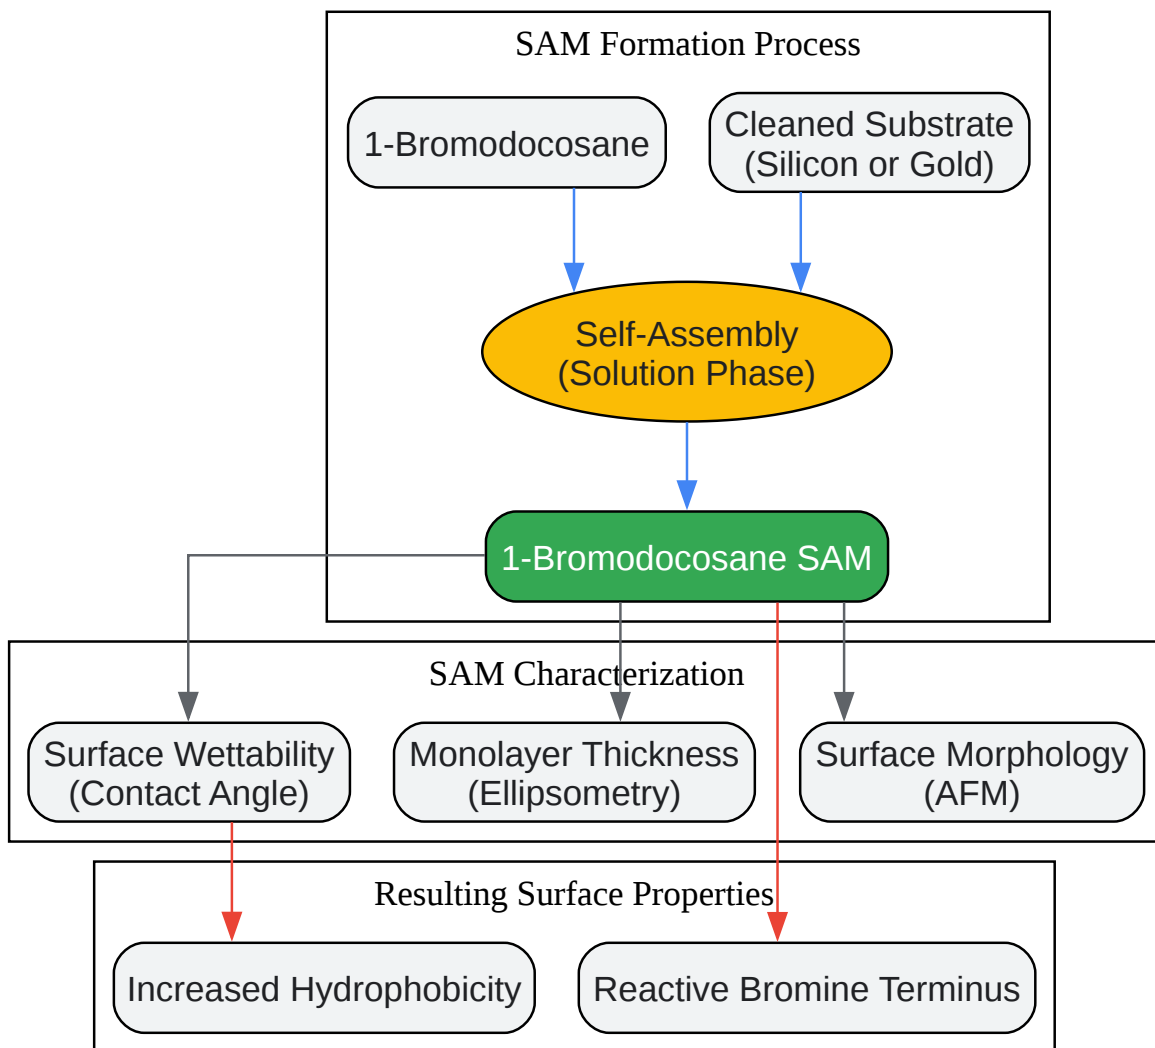 SAM Formation Process
1-Bromodocosane
Cleaned Substrate
(Silicon or Gold)
Self-Assembly
(Solution Phase)
1-Bromodocosane SAM
SAM Characterization
Surface Wettability
(Contact Angle)
Monolayer Thickness
(Ellipsometry)
Surface Morphology
(AFM)
Resulting Surface Properties
Increased Hydrophobicity
Reactive Bromine Terminus